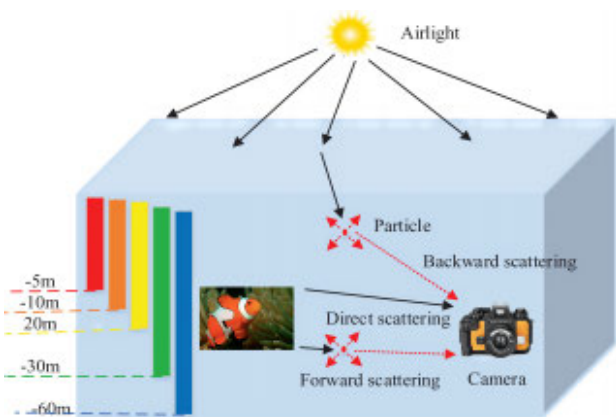 Airlight
Particle
Backward scattering
-5m
-10m
20m
Direct scattering
-30m
Forward scattering
Camera
-60m